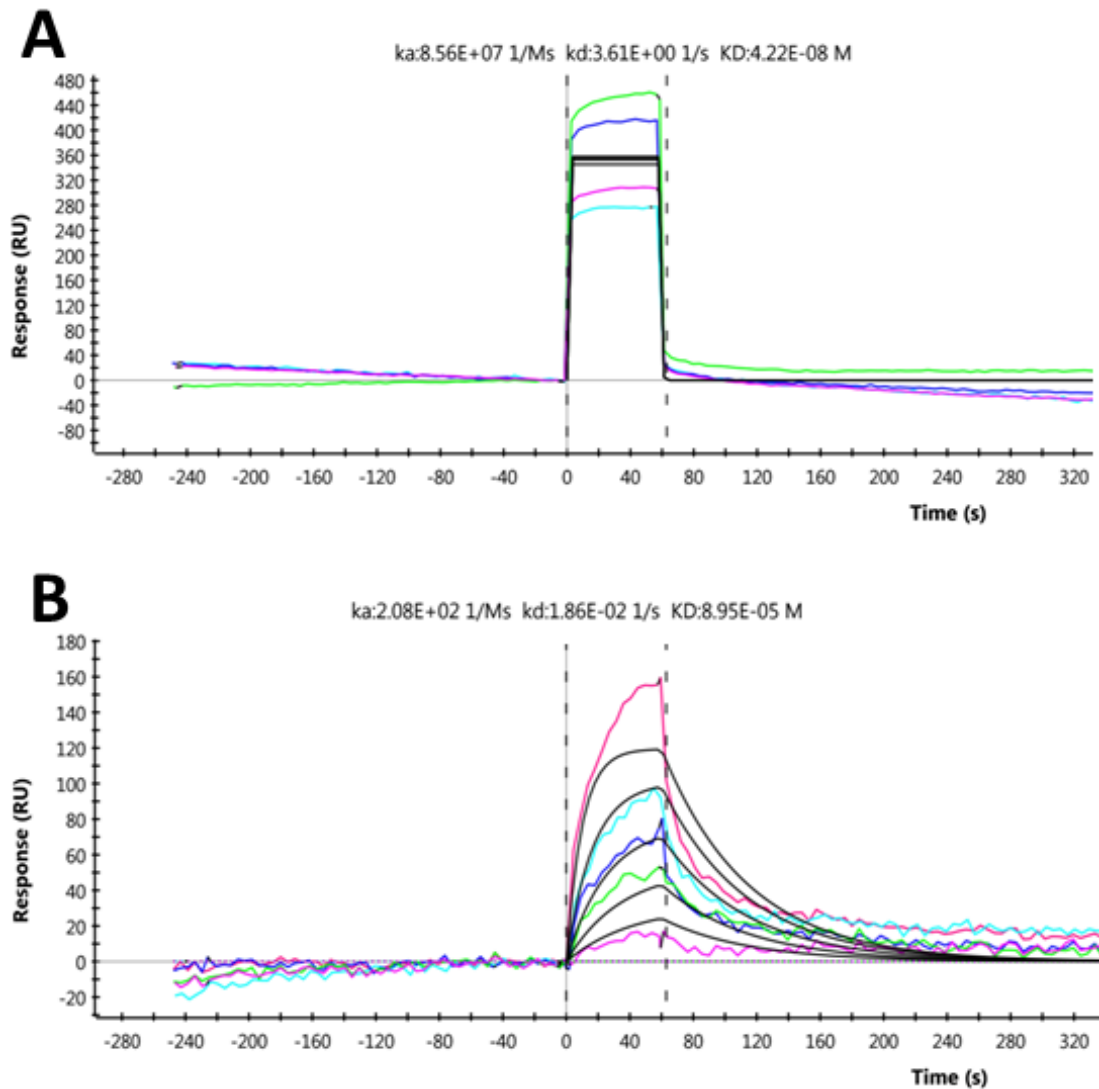 A
ka:8.56E+07 1/Ms kd:3.61E+00 1/s KD:4.22E-08 M
480
440
400
360
320
280
240
200
160
120
80
40
0
-40
-80
Response (RU)
-280 -240 -200 -160 -120 -80 -40 0 40 80 120 160 200 240 280 320
Time (s)
B
ka:2.08E+02 1/Ms kd:1.86E-02 1/s KD:8.95E-05 M
180
160
140
120
100
80
60
40
20
0
-20
Response (RU)
-280 -240 -200 -160 -120 -80 -40 0 40 80 120 160 200 240 280 320
Time (s)